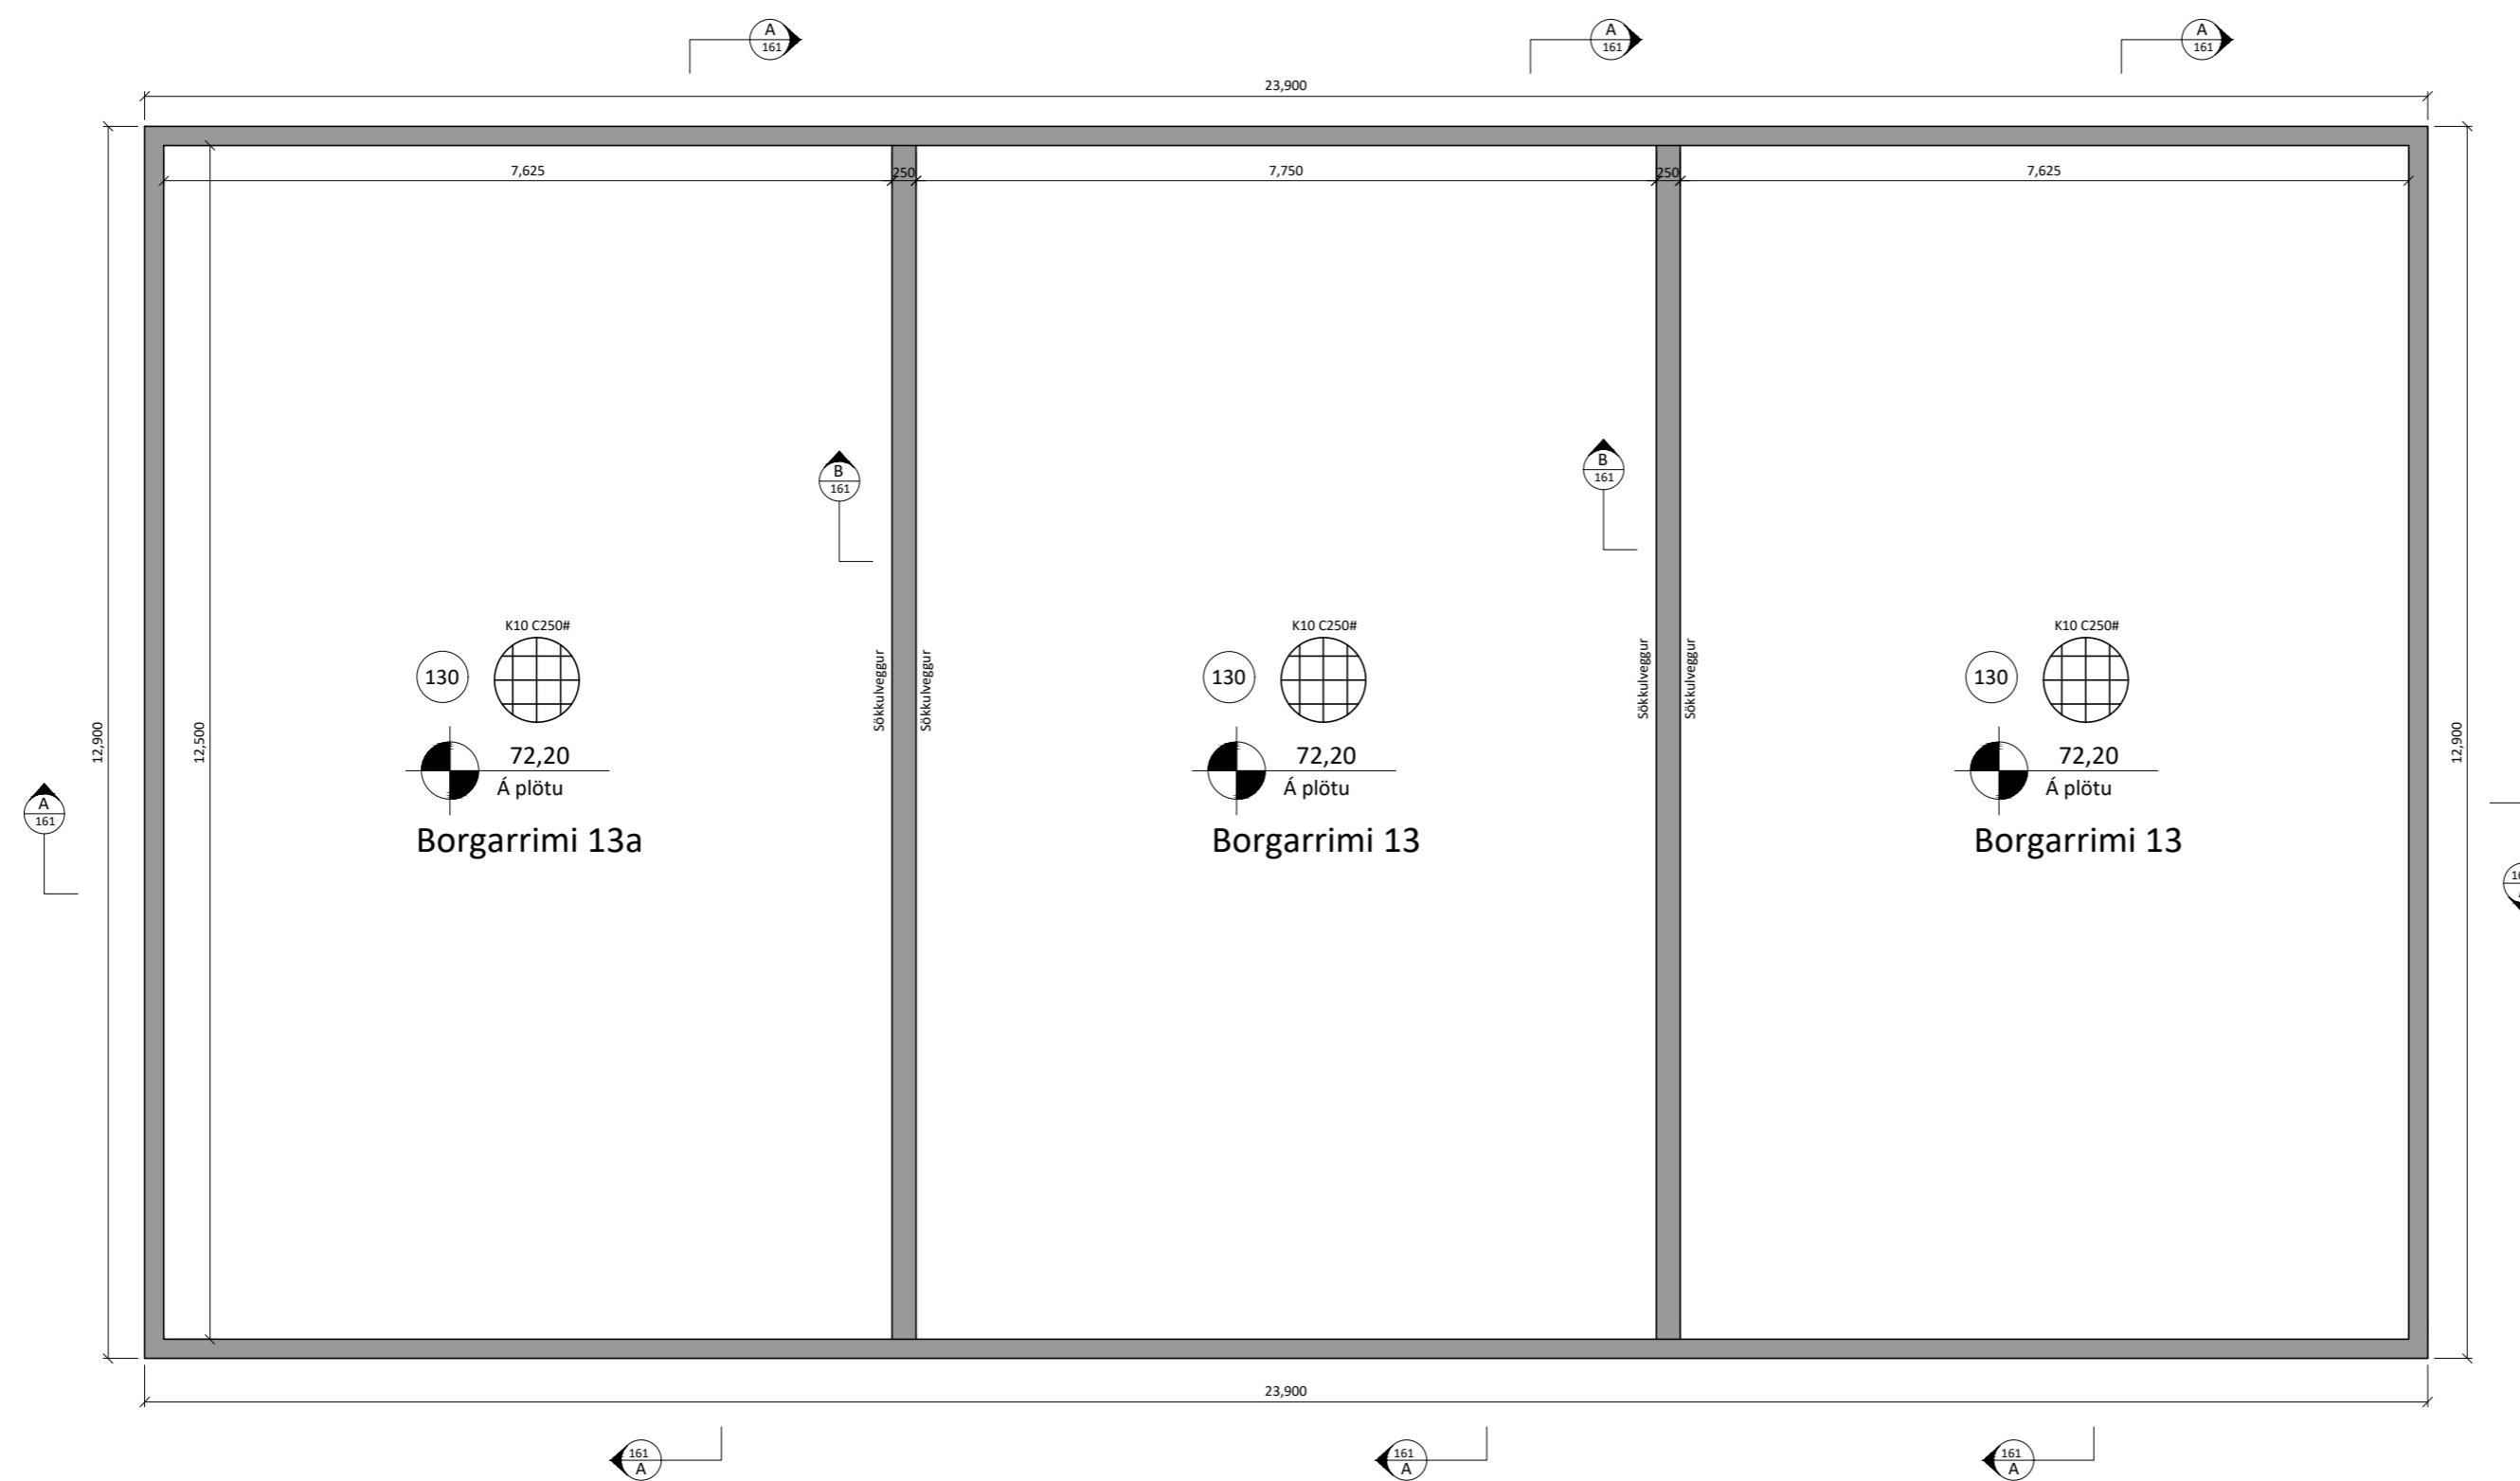 A
161
A
161
A
161
23,900
7,625
250
7,750
250
7,625
B
161
B
161
K10 C250#
K10 C250#
K10 C250#
130
130
130
Sökkulveggur
Sökkulveggur
Sökkulveggur
Sökkulveggur
12,900
12,500
12,900
72,20
Á plötu
72,20
Á plötu
72,20
Á plötu
A
161
Borgarrimi 13a
Borgarrimi 13
Borgarrimi 13
23,900
161
A
161
A
161
A